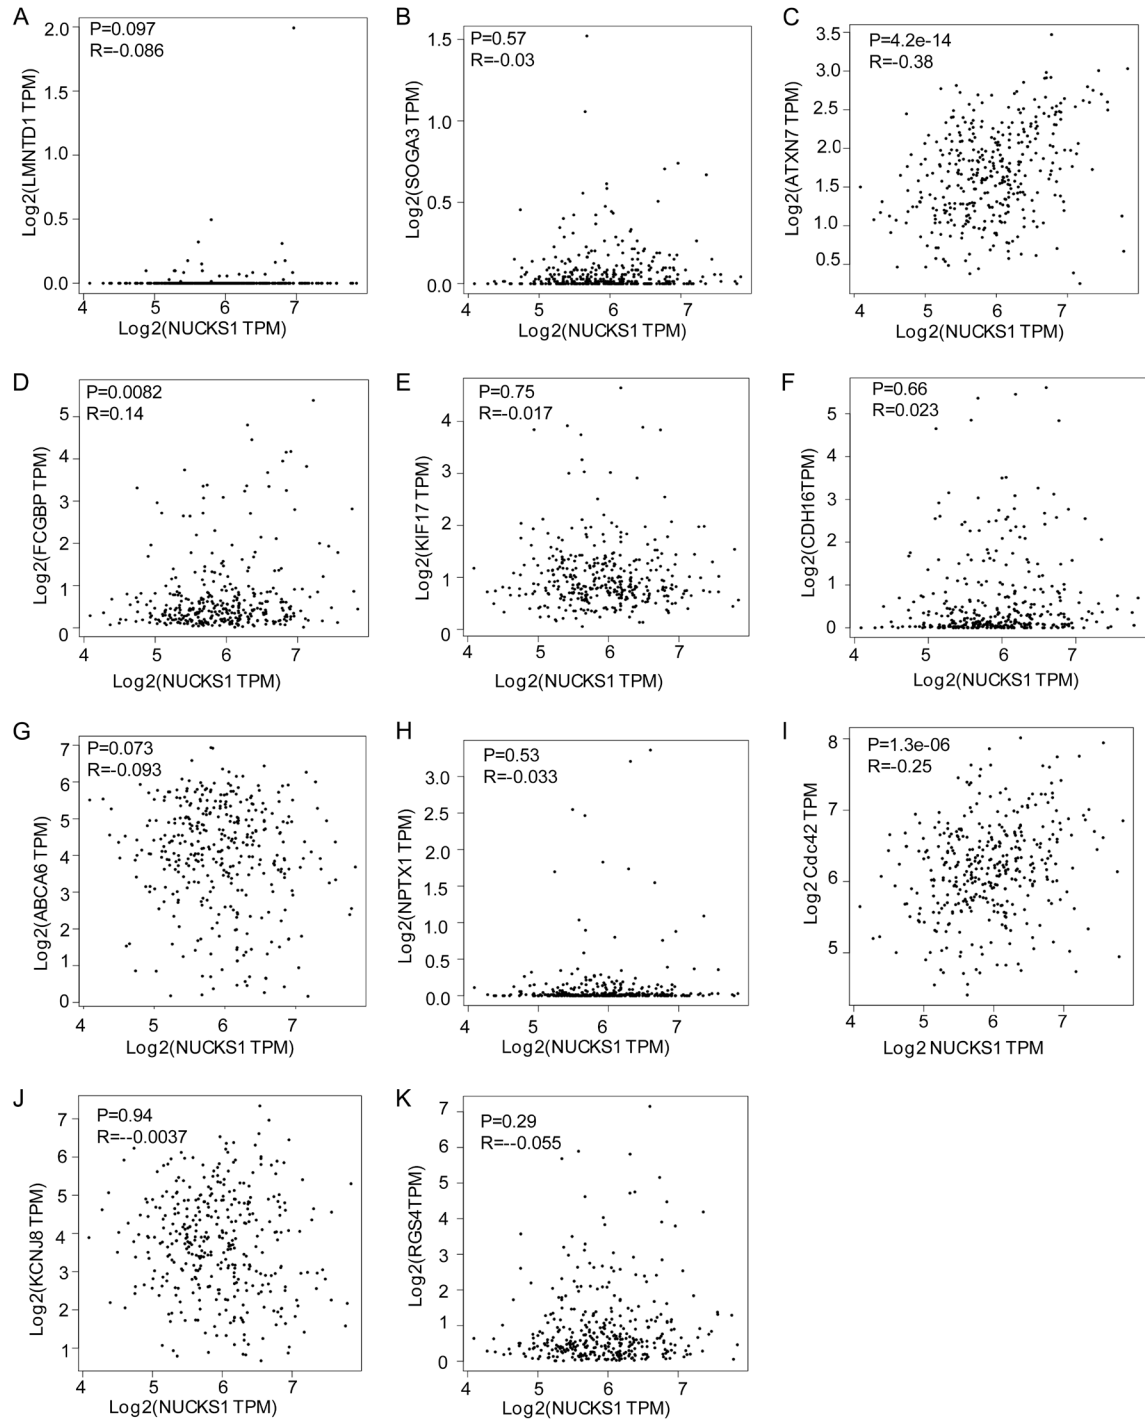 A
P=0.097
R=-0.086
Log2(LMNTD1 TPM)
2.0
1.5
1.0
0.5
0.0
4 5 6 7
Log2(NUCKS1 TPM)
B
P=0.57
R=-0.03
Log2(SOGA3 TPM)
1.5
1.0
0.5
0.0
4 5 6 7
Log2(NUCKS1 TPM)
C
P=4.2e-14
R=-0.38
Log2(ATXN7 TPM)
3.5
3.0
2.5
2.0
1.5
1.0
0.5
4 5 6 7
Log2(NUCKS1 TPM)
D
P=0.0082
R=0.14
Log2(FCGBP TPM)
5
4
3
2
1
0
4 5 6 7
Log2(NUCKS1 TPM)
E
P=0.75
R=-0.017
Log2(KIF17 TPM)
4
3
2
1
0
4 5 6 7
Log2(NUCKS1 TPM)
F
P=0.66
R=0.023
Log2(CDH16TPM)
5
4
3
2
1
0
4 5 6 7
Log2(NUCKS1 TPM)
G
P=0.073
R=-0.093
Log2(ABCA6 TPM)
7
6
5
4
3
2
1
0
4 5 6 7
Log2(NUCKS1 TPM)
H
P=0.53
R=-0.033
Log2(NPTX1 TPM)
3.0
2.5
2.0
1.5
1.0
0.5
0.0
4 5 6 7
Log2(NUCKS1 TPM)
I
P=1.3e-06
R=-0.25
Log2 Cdc42 TPM
8
7
6
5
4 5 6 7
Log2 NUCKS1 TPM
J
P=0.94
R=--0.0037
Log2(KCNJ8 TPM)
7
6
5
4
3
2
1
4 5 6 7
Log2(NUCKS1 TPM)
K
P=0.29
R=--0.055
Log2(RGS4TPM)
7
6
5
4
3
2
1
0
4 5 6 7
Log2(NUCKS1 TPM)